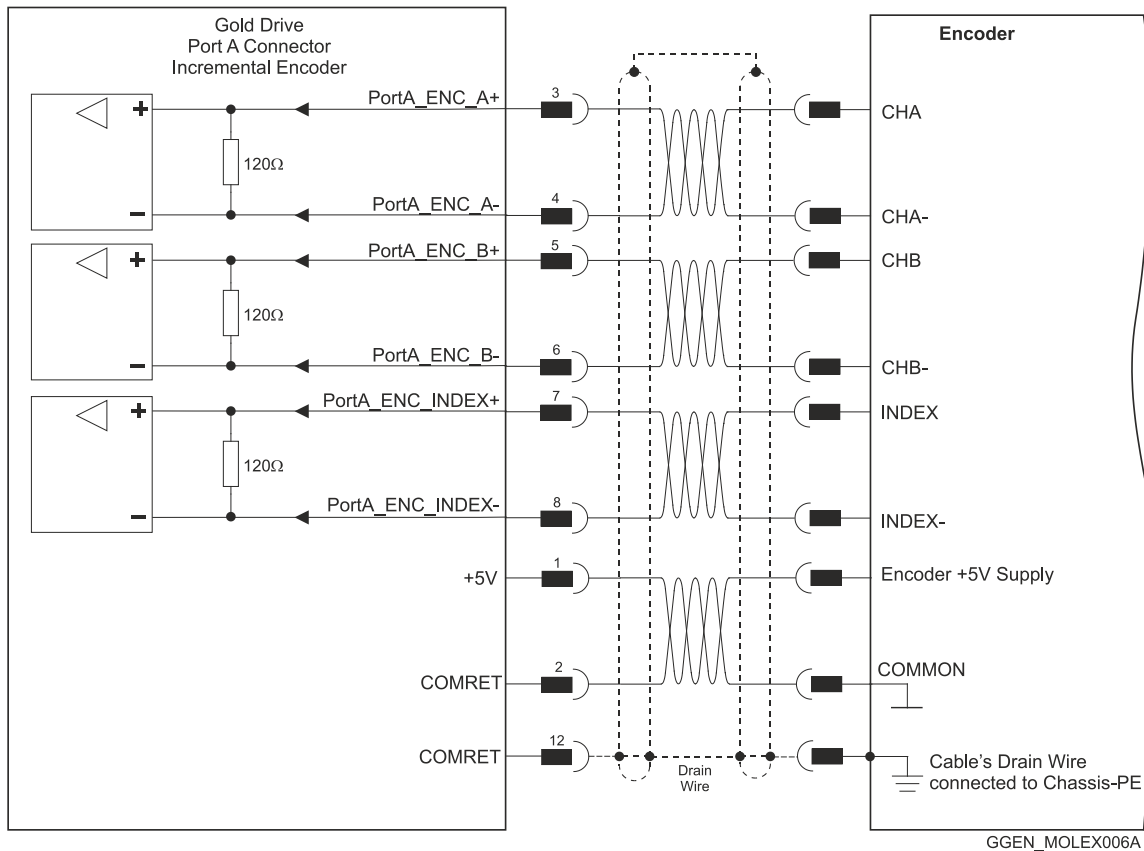 Gold Drive
Port A Connector
Incremental Encoder
Encoder
+
PortA_ENC_A+
3
CHA
120Ω
-
PortA_ENC_A-
4
CHA-
+
PortA_ENC_B+
5
CHB
120Ω
-
PortA_ENC_B-
6
CHB-
+
PortA_ENC_INDEX+
7
INDEX
120Ω
-
PortA_ENC_INDEX-
8
INDEX-
+5V
1
Encoder +5V Supply
COMRET
2
COMMON
COMRET
12
Drain
Wire
Cable's Drain Wire
connected to Chassis-PE
GGEN_MOLEX006A